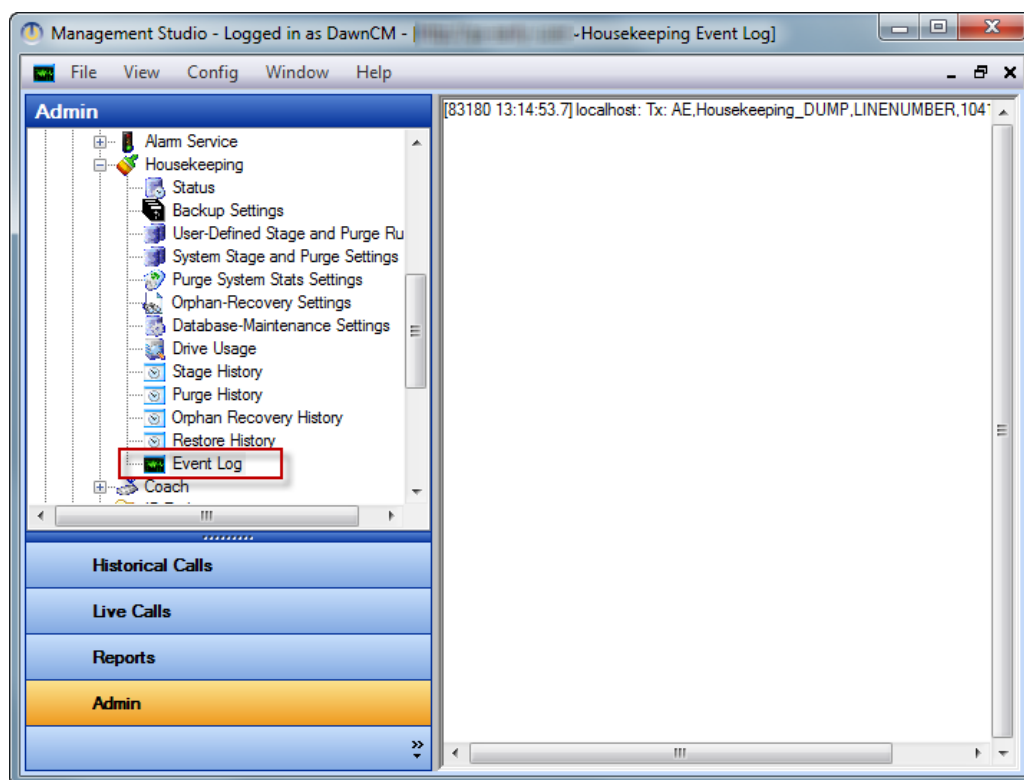 Management Studio - Logged in as DawnCM - [ -Housekeeping Event Log]
File View Config Window Help
Admin
Alarm Service
Housekeeping
Status
Backup Settings
User-Defined Stage and Purge Ru
System Stage and Purge Settings
Purge System Stats Settings
Orphan-Recovery Settings
Database-Maintenance Settings
Drive Usage
Stage History
Purge History
Orphan Recovery History
Restore History
Event Log
Coach
Historical Calls
Live Calls
Reports
Admin
[83180 13:14:53.7] localhost: Tx: AE,Housekeeping_DUMP,LINENUMBER,104